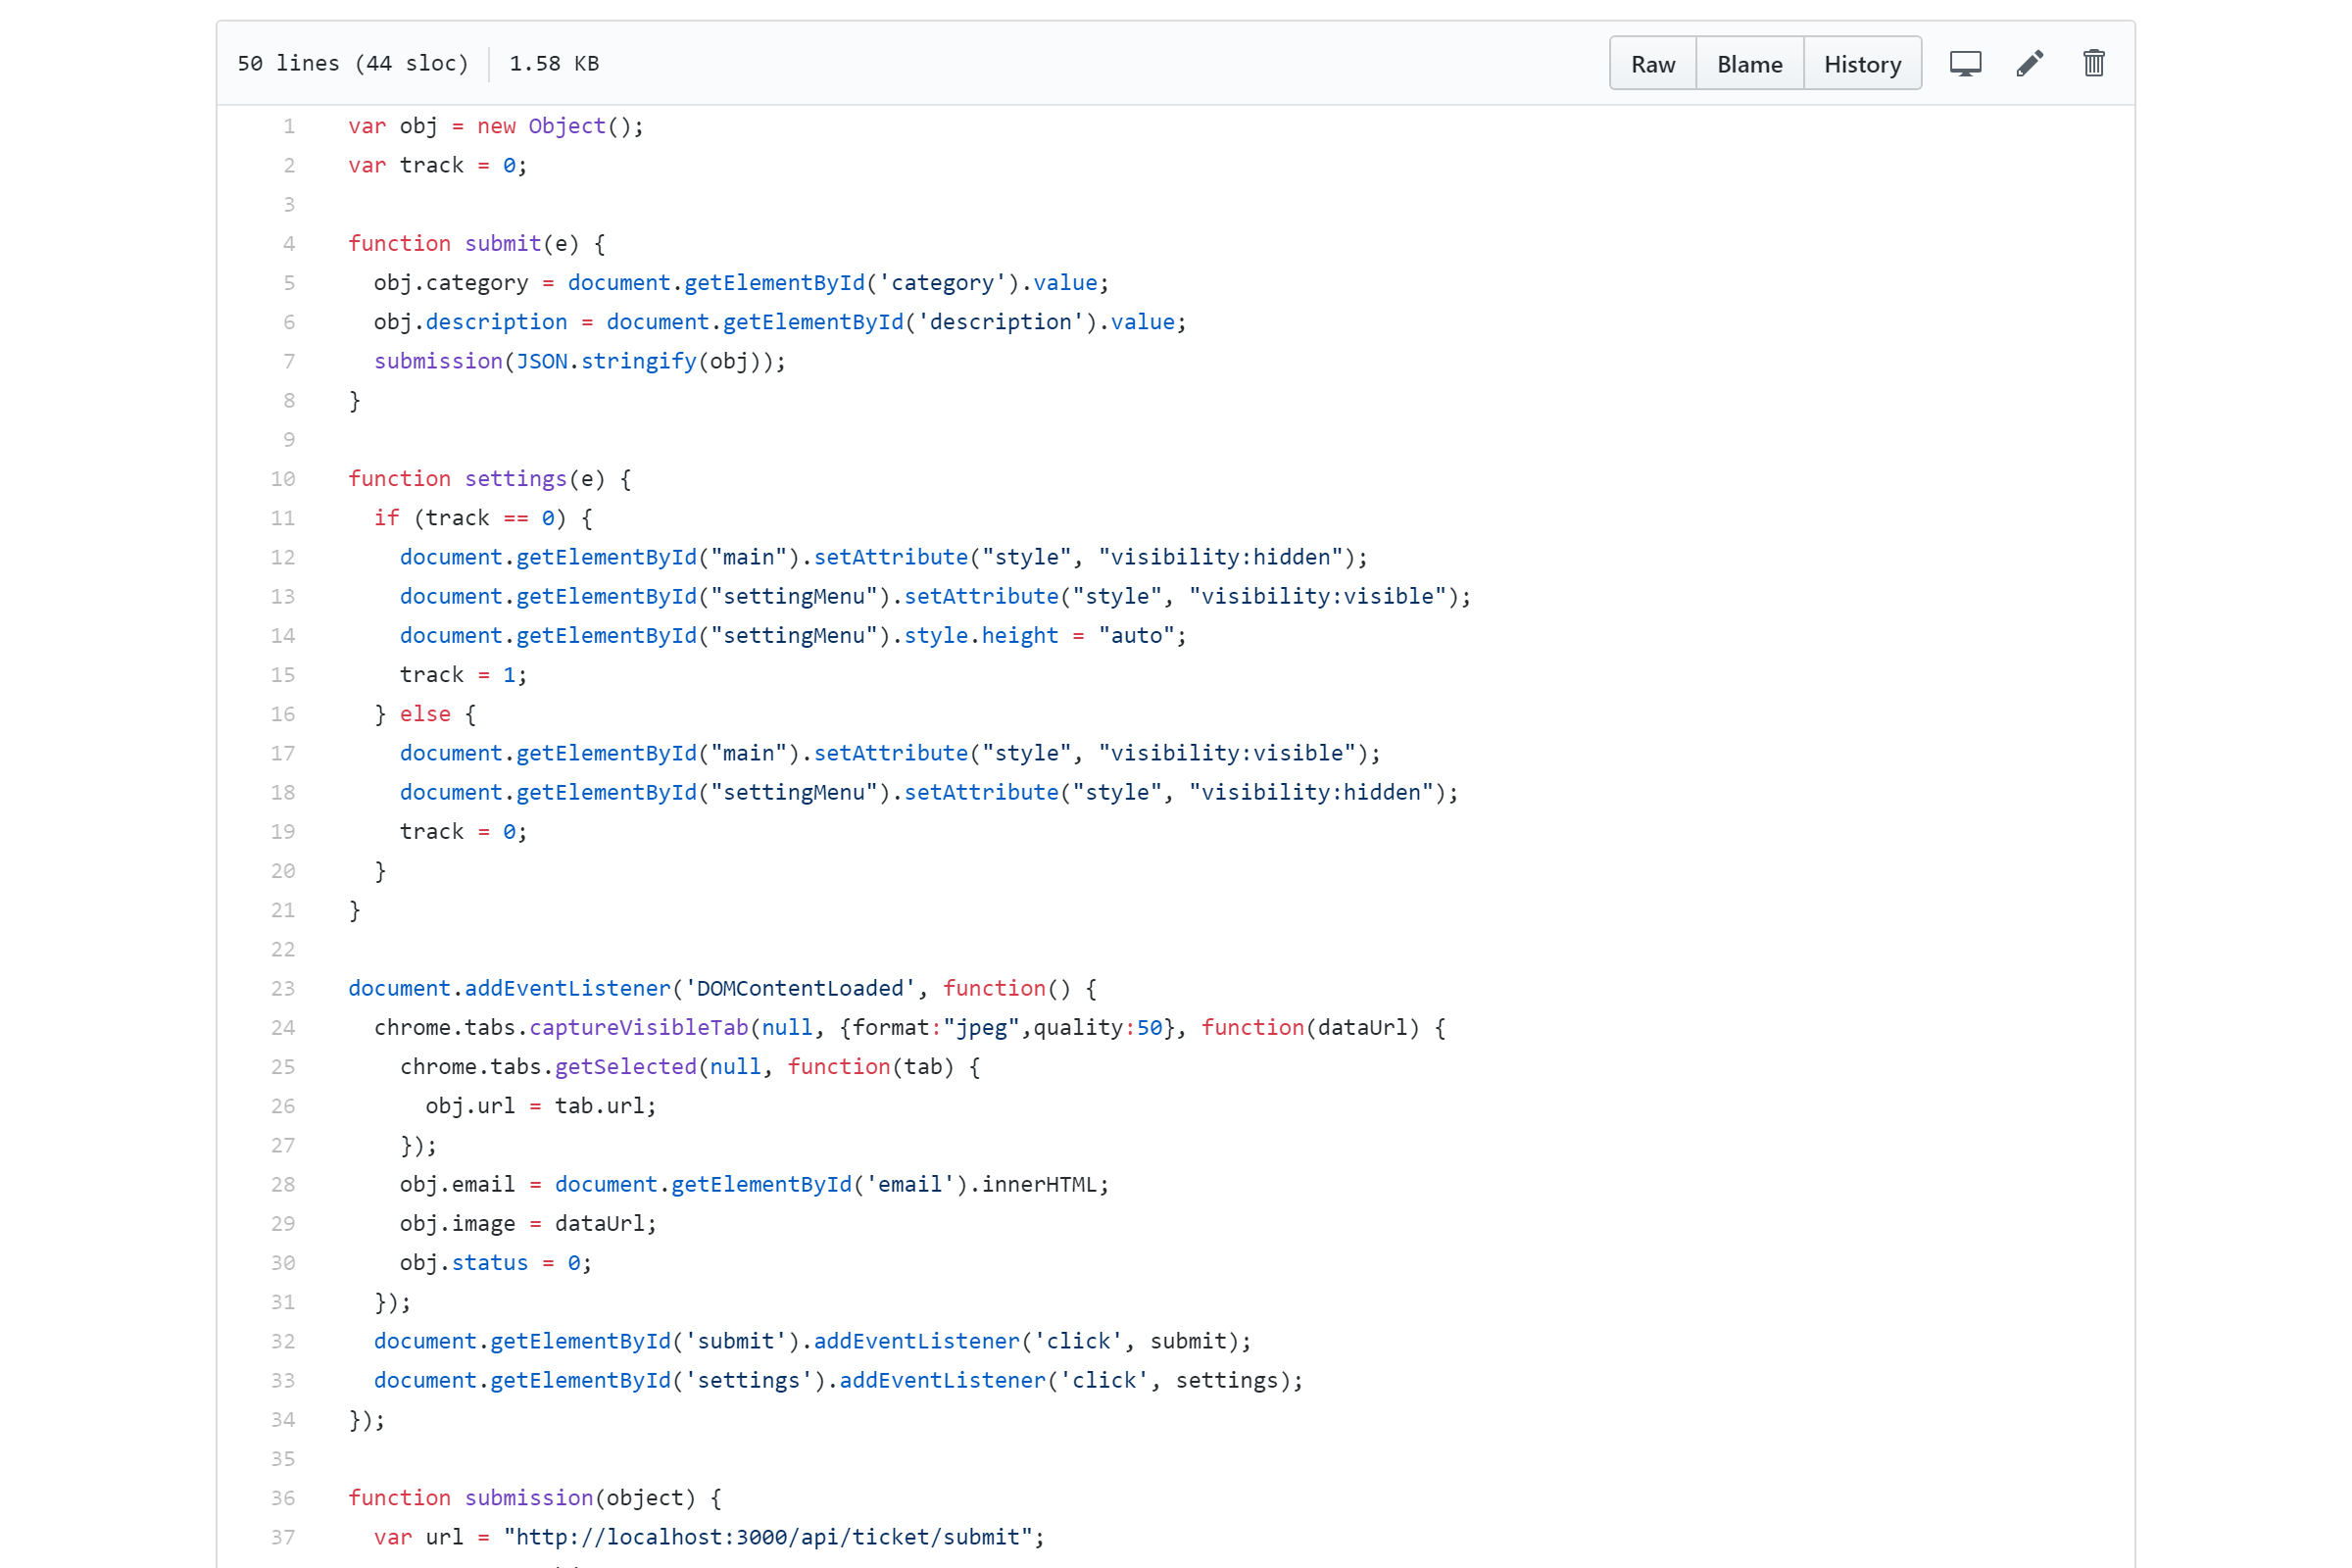 50 lines (44 sloc) 1.58 KB Raw Blame History
1 var obj = new Object();
2 var track = 0;
3
4 function submit(e) {
5   obj.category = document.getElementById('category').value;
6   obj.description = document.getElementById('description').value;
7   submission(JSON.stringify(obj));
8 }
9
10 function settings(e) {
11   if (track == 0) {
12     document.getElementById("main").setAttribute("style", "visibility:hidden");
13     document.getElementById("settingMenu").setAttribute("style", "visibility:visible");
14     document.getElementById("settingMenu").style.height = "auto";
15     track = 1;
16   } else {
17     document.getElementById("main").setAttribute("style", "visibility:visible");
18     document.getElementById("settingMenu").setAttribute("style", "visibility:hidden");
19     track = 0;
20   }
21 }
22
23 document.addEventListener('DOMContentLoaded', function() {
24   chrome.tabs.captureVisibleTab(null, {format:"jpeg",quality:50}, function(dataUrl) {
25     chrome.tabs.getSelected(null, function(tab) {
26       obj.url = tab.url;
27     });
28     obj.email = document.getElementById('email').innerHTML;
29     obj.image = dataUrl;
30     obj.status = 0;
31   });
32   document.getElementById('submit').addEventListener('click', submit);
33   document.getElementById('settings').addEventListener('click', settings);
34 });
35
36 function submission(object) {
37   var url = "http://localhost:3000/api/ticket/submit";